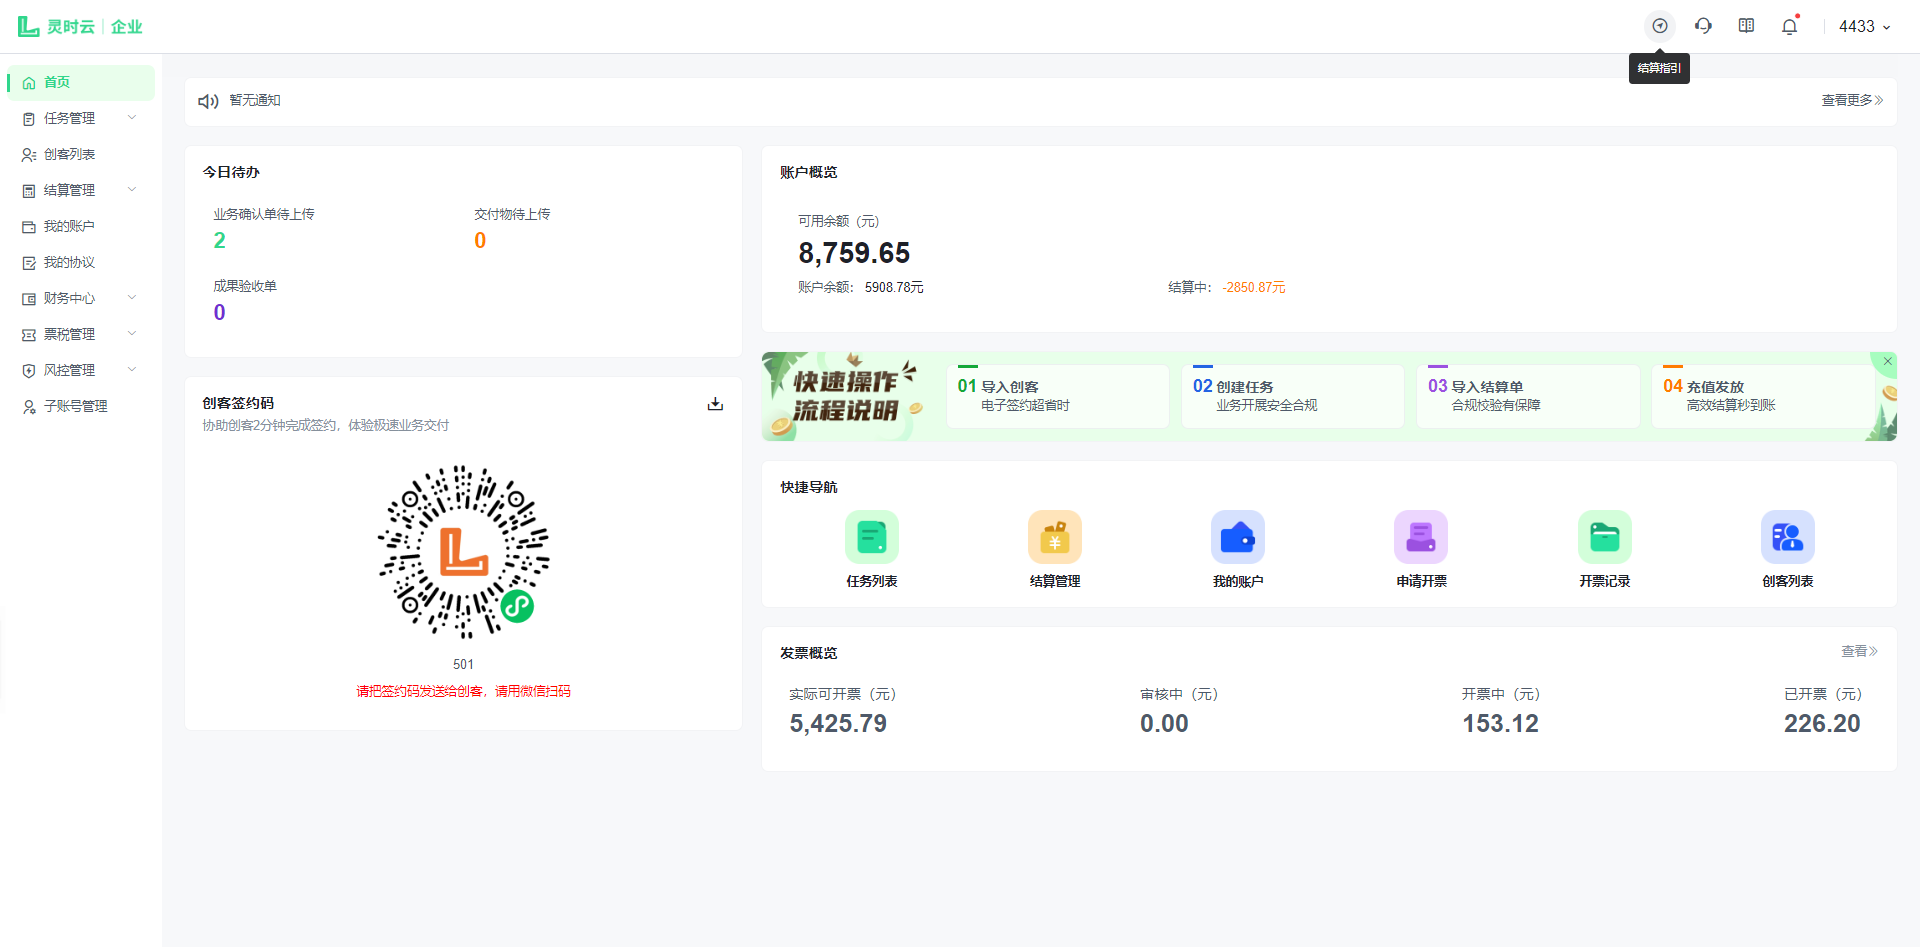 灵时云 | 企业
4433
结算指引
首页
任务管理
创客列表
结算管理
我的账户
我的协议
财务中心
票税管理
风控管理
子账号管理
暂无通知
查看更多
今日待办
业务确认单待上传
2
交付物待上传
0
成果验收单
0
创客签约码
协助创客2分钟完成签约，体验极速业务交付
501
请把签约码发送给创客，请用微信扫码
账户概览
可用余额（元）
8,759.65
账户余额： 5908.78元
结算中： -2850.87元
快速操作
流程说明
01 导入创客
电子签约超省时
02 创建任务
业务开展安全合规
03 导入结算单
合规校验有保障
04 充值发放
高效结算秒到账
快捷导航
任务列表
结算管理
我的账户
申请开票
开票记录
创客列表
发票概览
查看
实际可开票（元）
5,425.79
审核中（元）
0.00
开票中（元）
153.12
已开票（元）
226.20